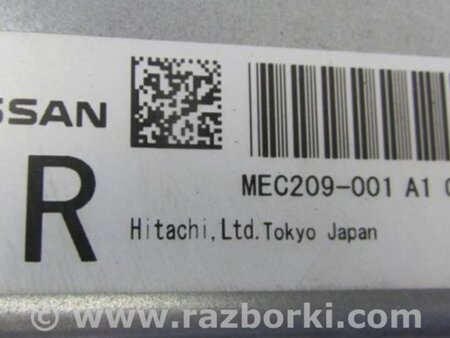 SSAN
MEC209-001 A1
R
Hitachi,Ltd.Tokyo Japan
www.razborki.com